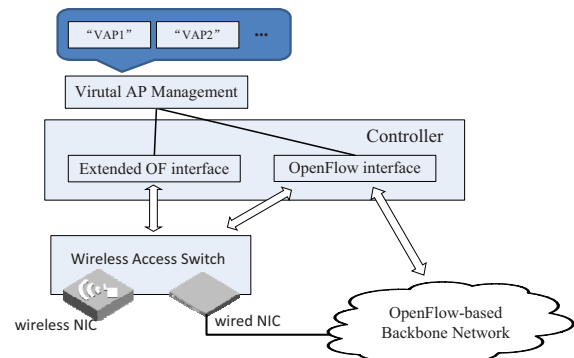 “VAP1” “VAP2” ...
Virutal AP Management
Controller
Extended OF interface
OpenFlow interface
Wireless Access Switch
wireless NIC
wired NIC
OpenFlow-based
Backbone Network